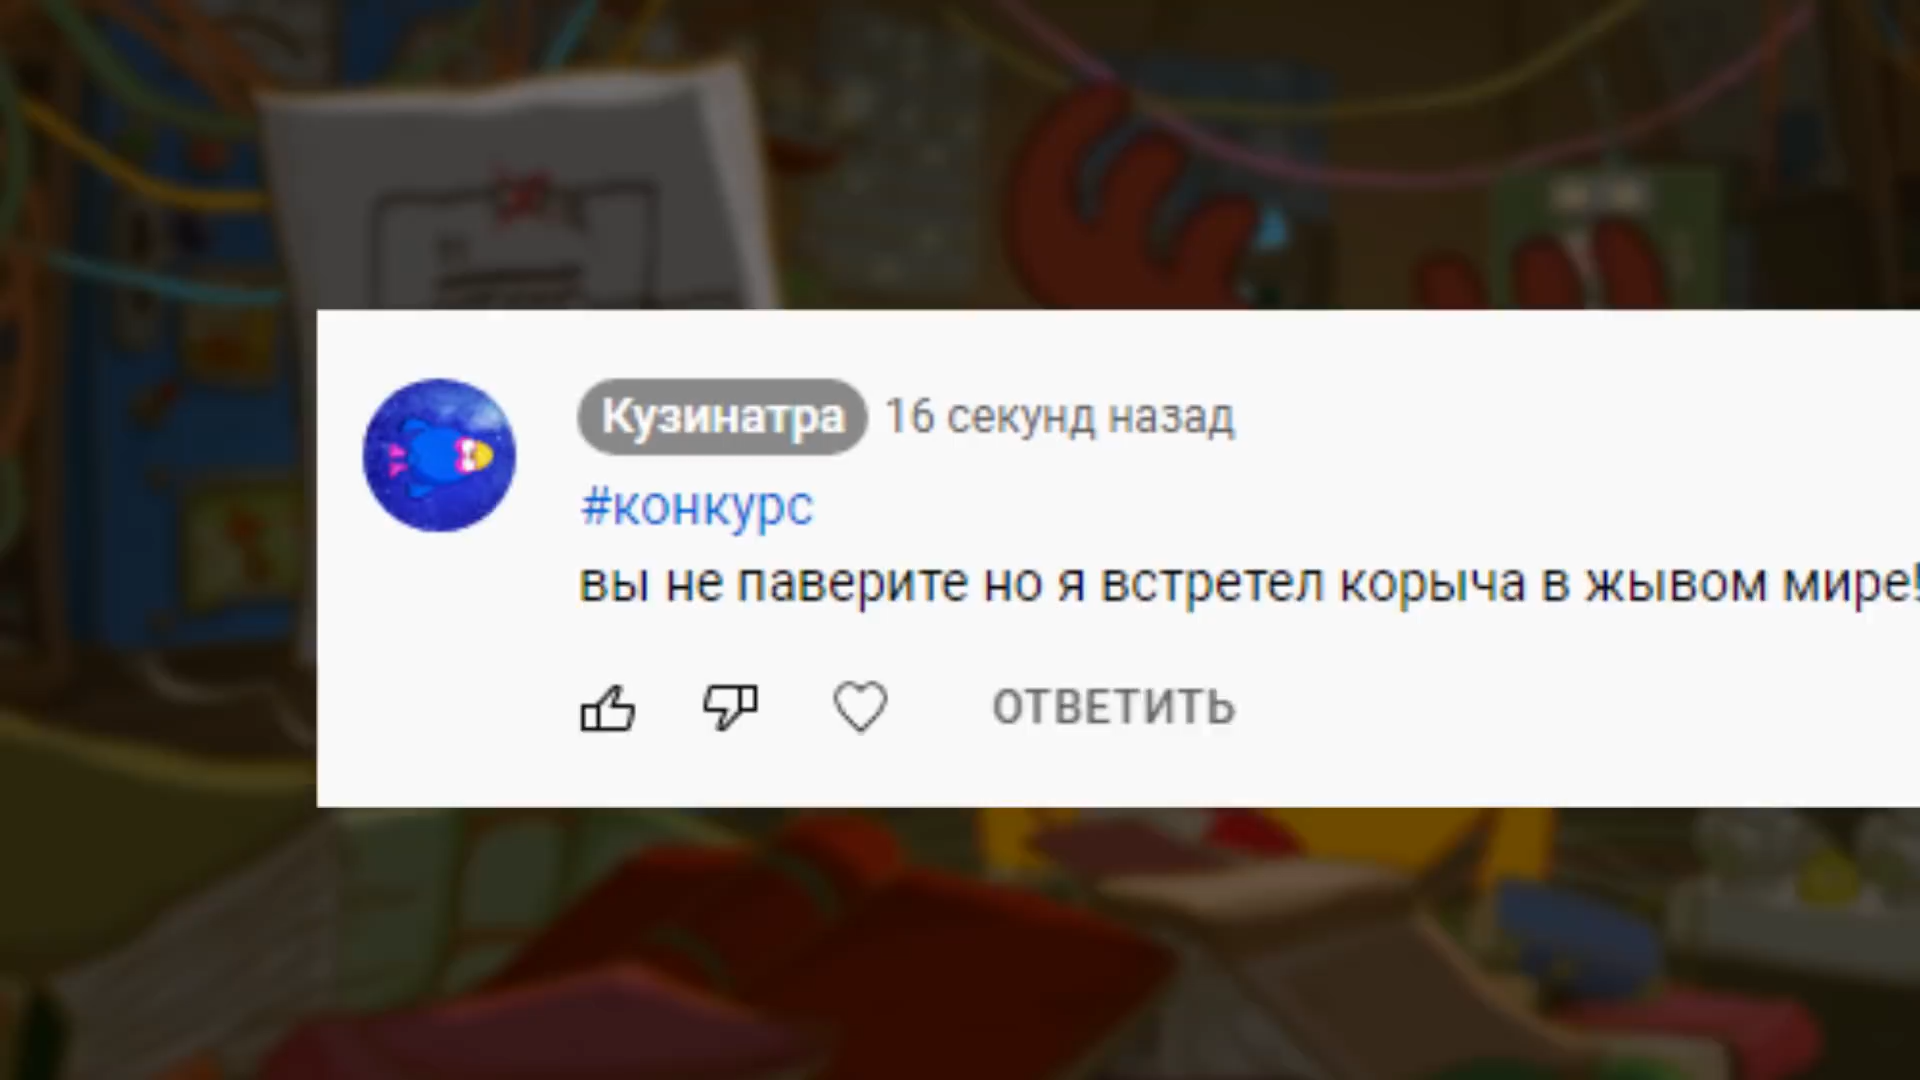 Кузинатра 16 секунд назад
#конкурс
вы не паверите но я встретел корыча в жывом мире!
ОТВЕТИТЬ